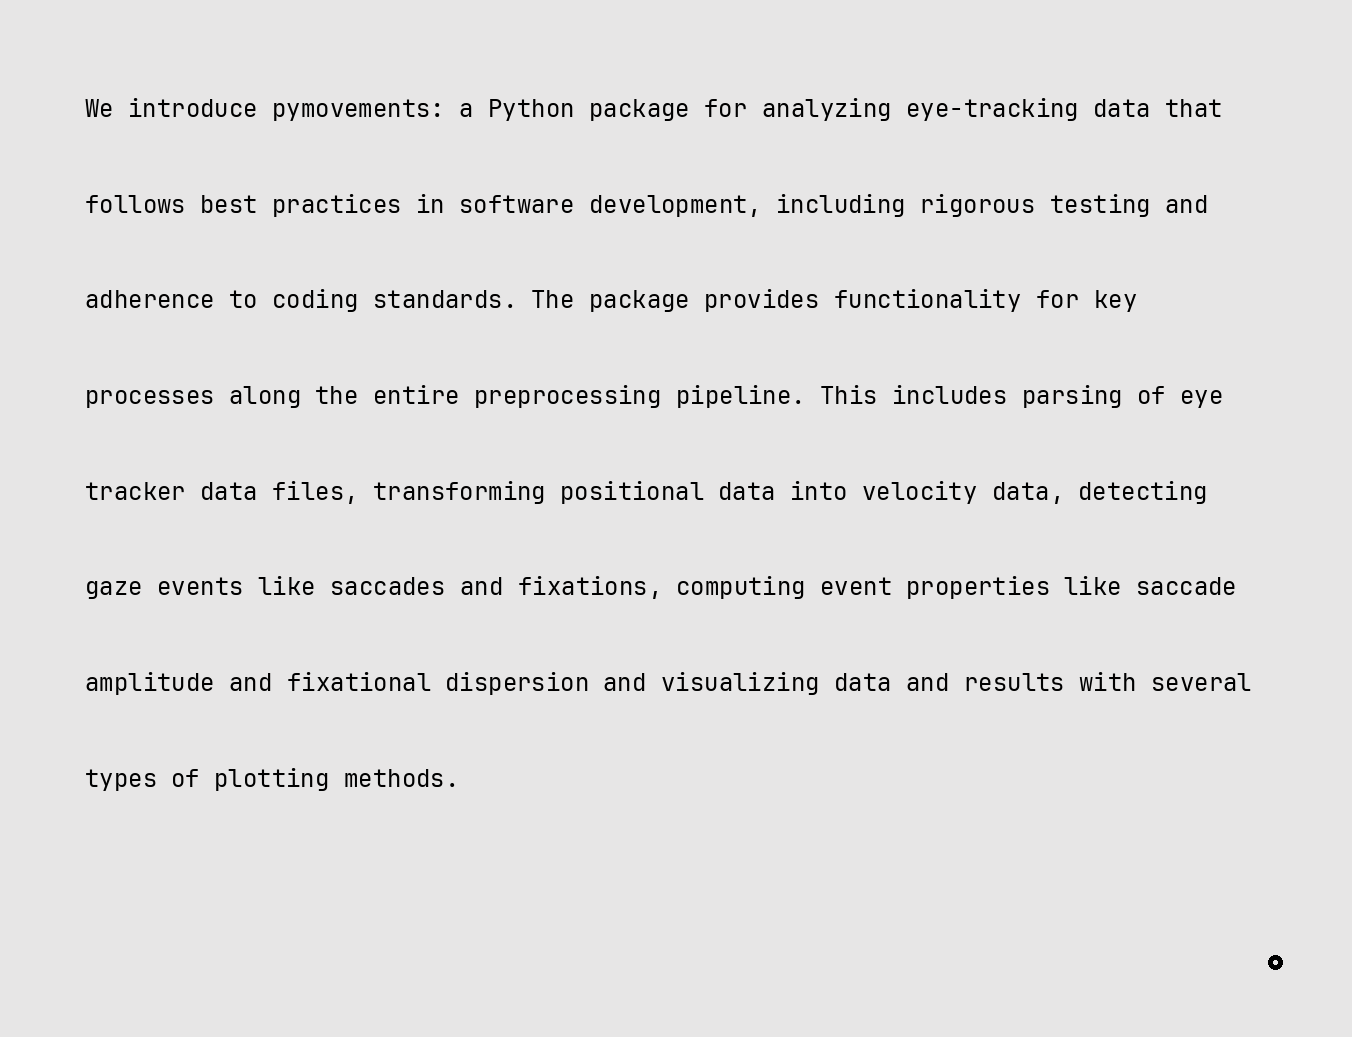 We introduce pymovements: a Python package for analyzing eye-tracking data that
follows best practices in software development, including rigorous testing and
adherence to coding standards. The package provides functionality for key
processes along the entire preprocessing pipeline. This includes parsing of eye
tracker data files, transforming positional data into velocity data, detecting
gaze events like saccades and fixations, computing event properties like saccade
amplitude and fixational dispersion and visualizing data and results with several
types of plotting methods.